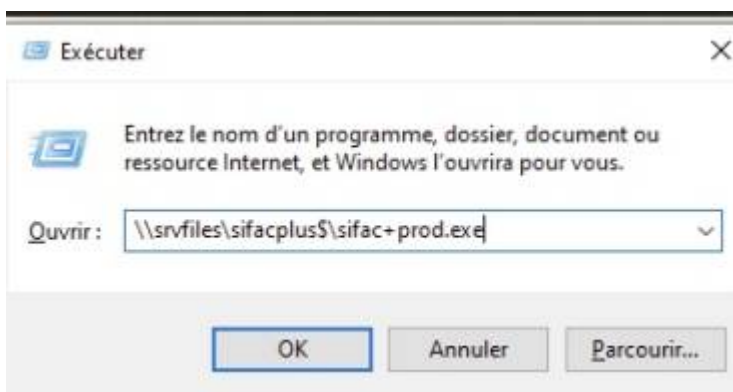 Exécuter
Entrez le nom d'un programme, dossier, document ou
ressource Internet, et Windows l'ouvrira pour vous.
Ouvrir : \\srvfiles\sifacplus$\sifac+prod.exe
OK Annuler Parcourir...